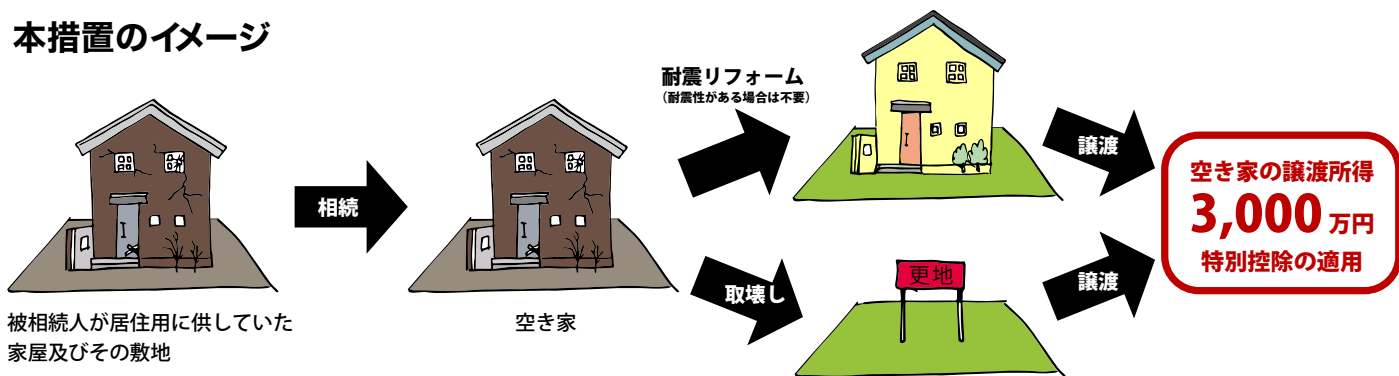 本措置のイメージ
被相続人が居住用に供していた
家屋及びその敷地
相続
空き家
耐震リフォーム
（耐震性がある場合は不要）
譲渡
取壊し
更地
譲渡
空き家の譲渡所得
3,000 万円
特別控除の適用